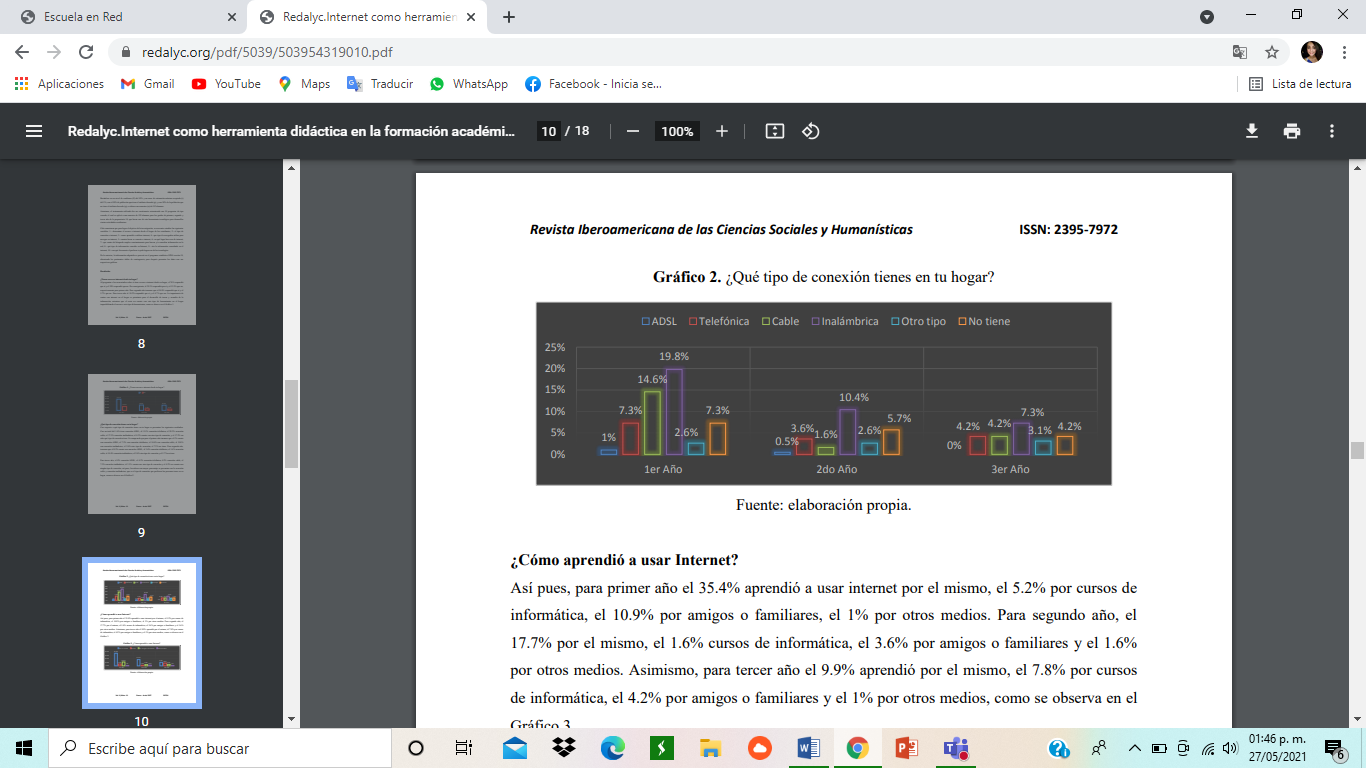 Escuela en Red
Redalyc.Internet como herramien
redalyc.org/pdf/5039/503954319010.pdf
Aplicaciones Gmail YouTube Maps Traducir WhatsApp Facebook - Inicia se... Lista de lectura
Redalyc.Internet como herramienta didáctica en la formación académi... 10 / 18 100%
8
9
10
Revista Iberoamericana de las Ciencias Sociales y Humanísticas ISSN: 2395-7972
Gráfico 2. ¿Qué tipo de conexión tienes en tu hogar?
ADSL Telefónica Cable Inalámbrica Otro tipo No tiene
25%
20%
15%
10%
5%
0%
1% 7.3% 14.6% 19.8% 2.6% 7.3%
0.5% 3.6% 1.6% 10.4% 2.6% 5.7%
0% 4.2% 4.2% 7.3% 3.1% 4.2%
1er Año 2do Año 3er Año
Fuente: elaboración propia.
¿Cómo aprendió a usar Internet?
Así pues, para primer año el 35.4% aprendió a usar internet por el mismo, el 5.2% por cursos de
informática, el 10.9% por amigos o familiares, el 1% por otros medios. Para segundo año, el
17.7% por el mismo, el 1.6% cursos de informática, el 3.6% por amigos o familiares y el 1.6%
por otros medios. Asimismo, para tercer año el 9.9% aprendió por el mismo, el 7.8% por cursos
de informática, el 4.2% por amigos o familiares y el 1% por otros medios, como se observa en el
Gráfico 3
Escribe aquí para buscar
01:46 p. m.
27/05/2021
6